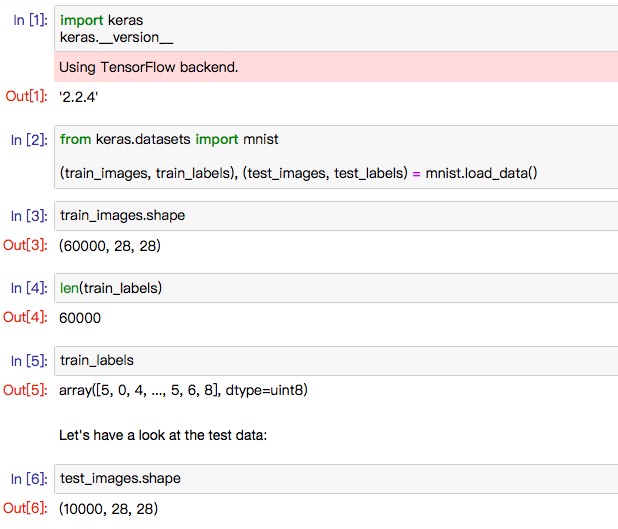 In [1]: import keras
keras.__version__
Using TensorFlow backend.
Out[1]: '2.2.4'
In [2]: from keras.datasets import mnist
(train_images, train_labels), (test_images, test_labels) = mnist.load_data()
In [3]: train_images.shape
Out[3]: (60000, 28, 28)
In [4]: len(train_labels)
Out[4]: 60000
In [5]: train_labels
Out[5]: array([5, 0, 4, ..., 5, 6, 8], dtype=uint8)
Let's have a look at the test data:
In [6]: test_images.shape
Out[6]: (10000, 28, 28)